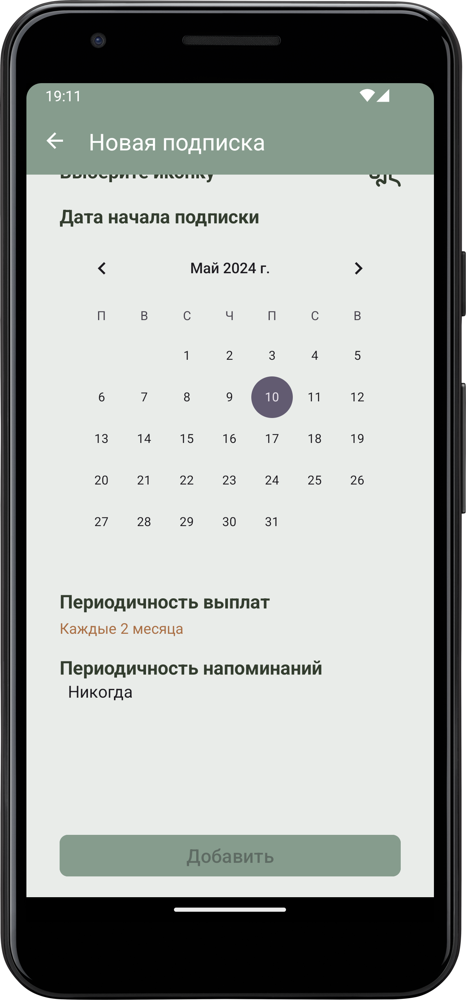 19:11
Новая подписка
Выберите иконку
Дата начала подписки
Май 2024 г.
П В С Ч П С В
1 2 3 4 5
6 7 8 9 10 11 12
13 14 15 16 17 18 19
20 21 22 23 24 25 26
27 28 29 30 31
Периодичность выплат
Каждые 2 месяца
Периодичность напоминаний
Никогда
Добавить